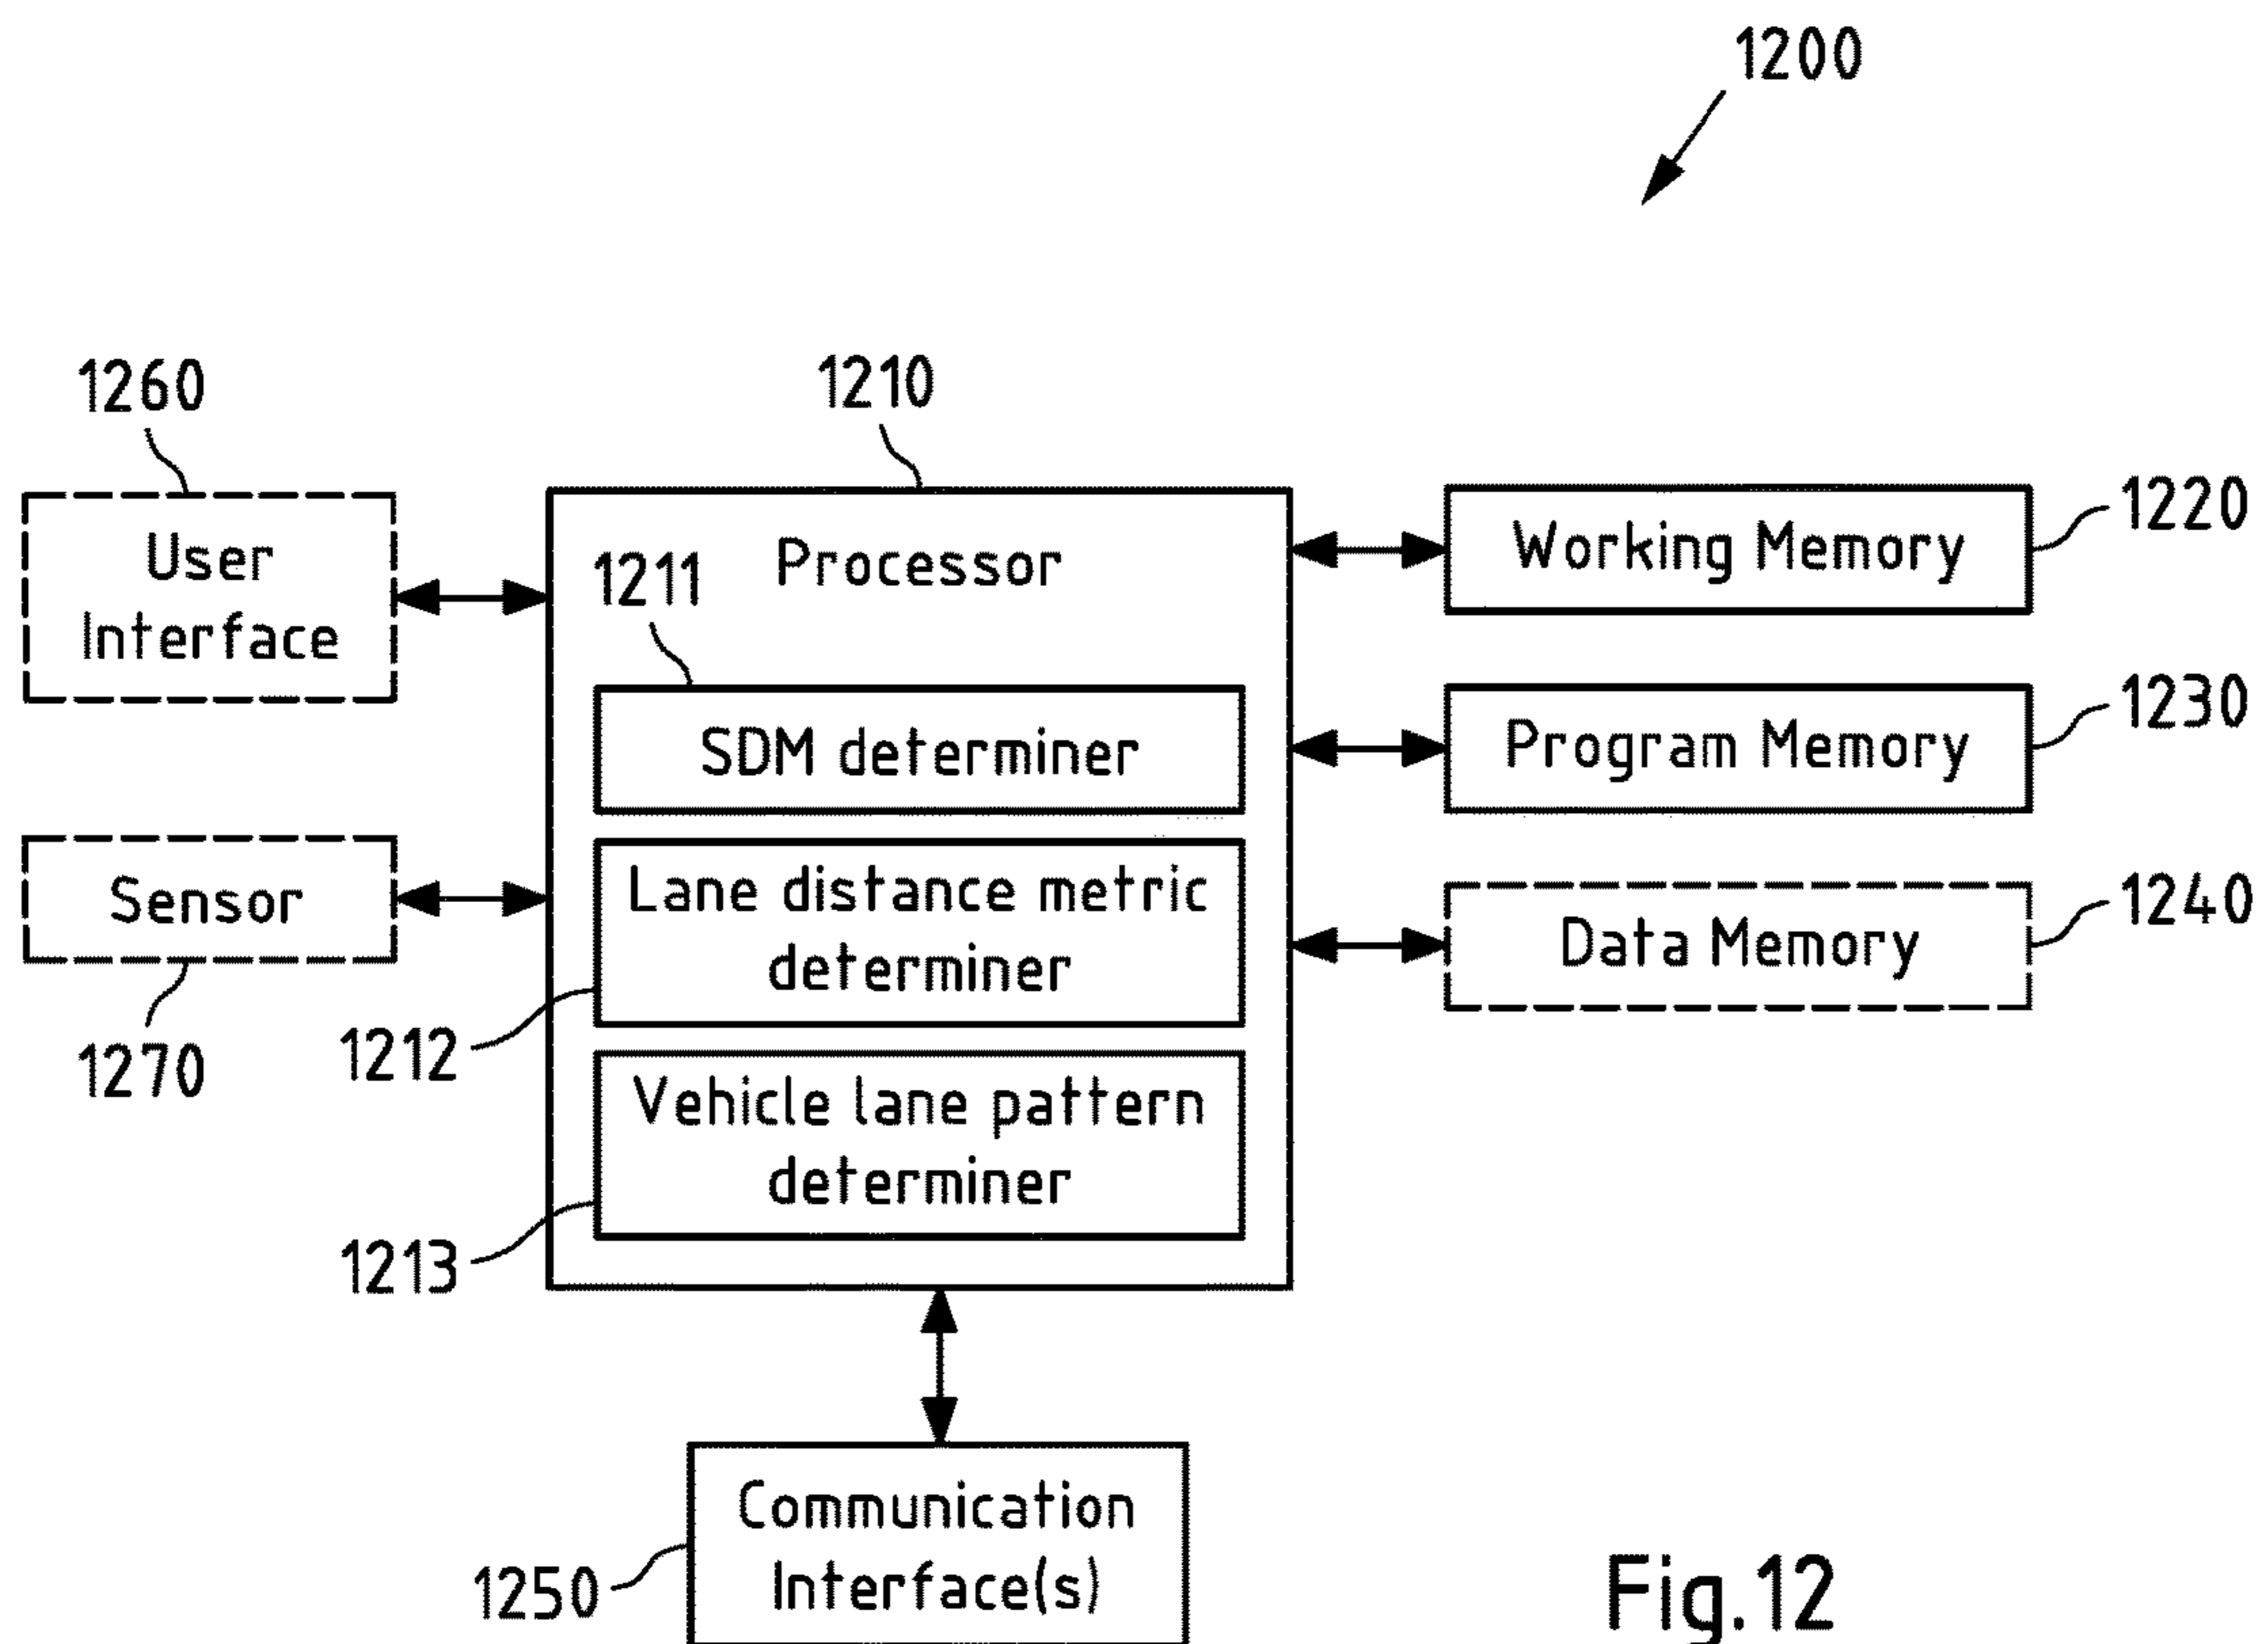 1200
1260
1210
User
Interface
1211
Processor
Working Memory
1220
SDM determiner
Program Memory
1230
Sensor
1270
Lane distance metric
determiner
1212
Data Memory
1240
Vehicle lane pattern
determiner
1213
Communication
Interface(s)
1250
Fig.12